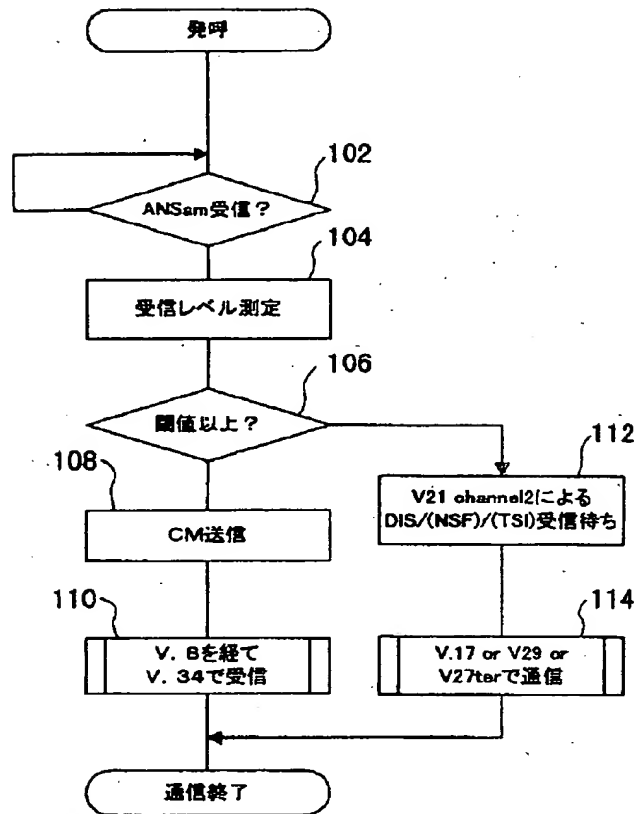 発呼
102
ANSam受信？
104
受信レベル測定
106
閾値以上？
108
CM送信
112
V21 channel2による
DIS/(NSF)/(TSI)受信待ち
110
V. 8を経て
V. 34で受信
114
V.17 or V29 or
V27terで通信
通信終了